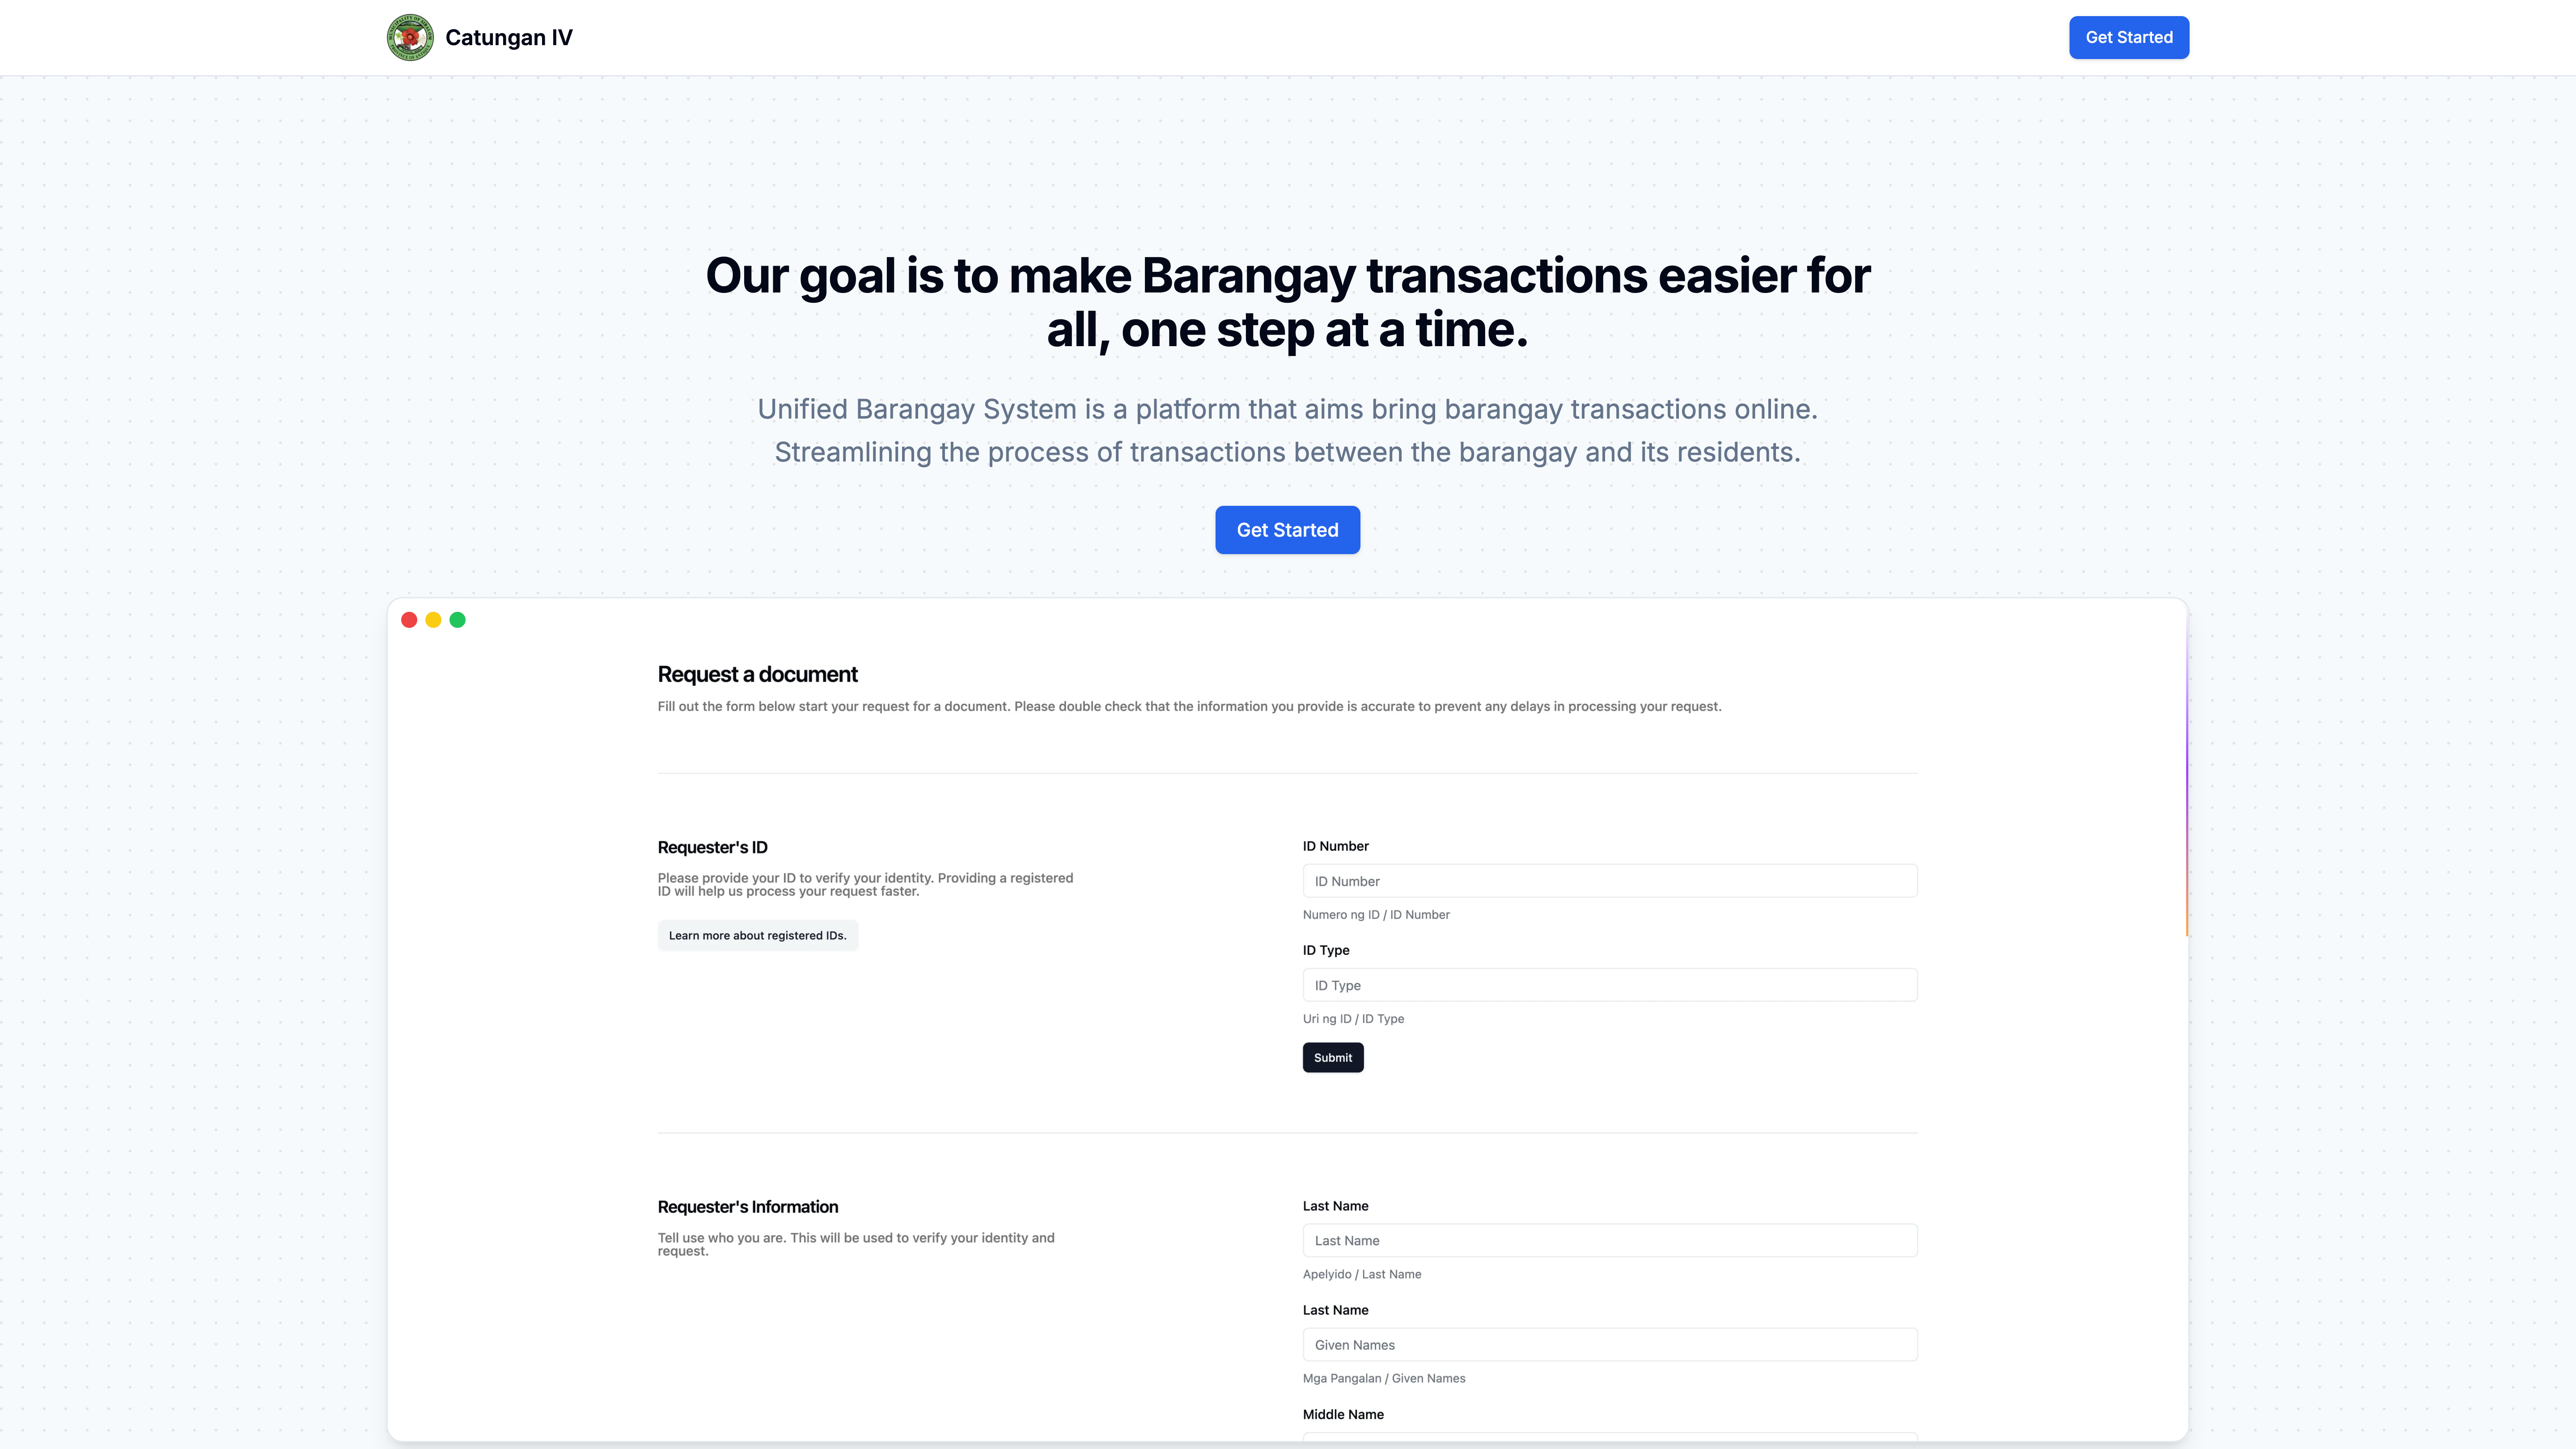 Catungan IV
Get Started
Our goal is to make Barangay transactions easier for
all, one step at a time.
Unified Barangay System is a platform that aims bring barangay transactions online.
Streamlining the process of transactions between the barangay and its residents.
Get Started
Request a document
Fill out the form below start your request for a document. Please double check that the information you provide is accurate to prevent any delays in processing your request.
Requester's ID
Please provide your ID to verify your identity. Providing a registered
ID will help us process your request faster.
Learn more about registered IDs.
ID Number
ID Number
Numero ng ID / ID Number
ID Type
ID Type
Uri ng ID / ID Type
Submit
Requester's Information
Tell use who you are. This will be used to verify your identity and
request.
Last Name
Last Name
Apelyido / Last Name
Last Name
Given Names
Mga Pangalan / Given Names
Middle Name